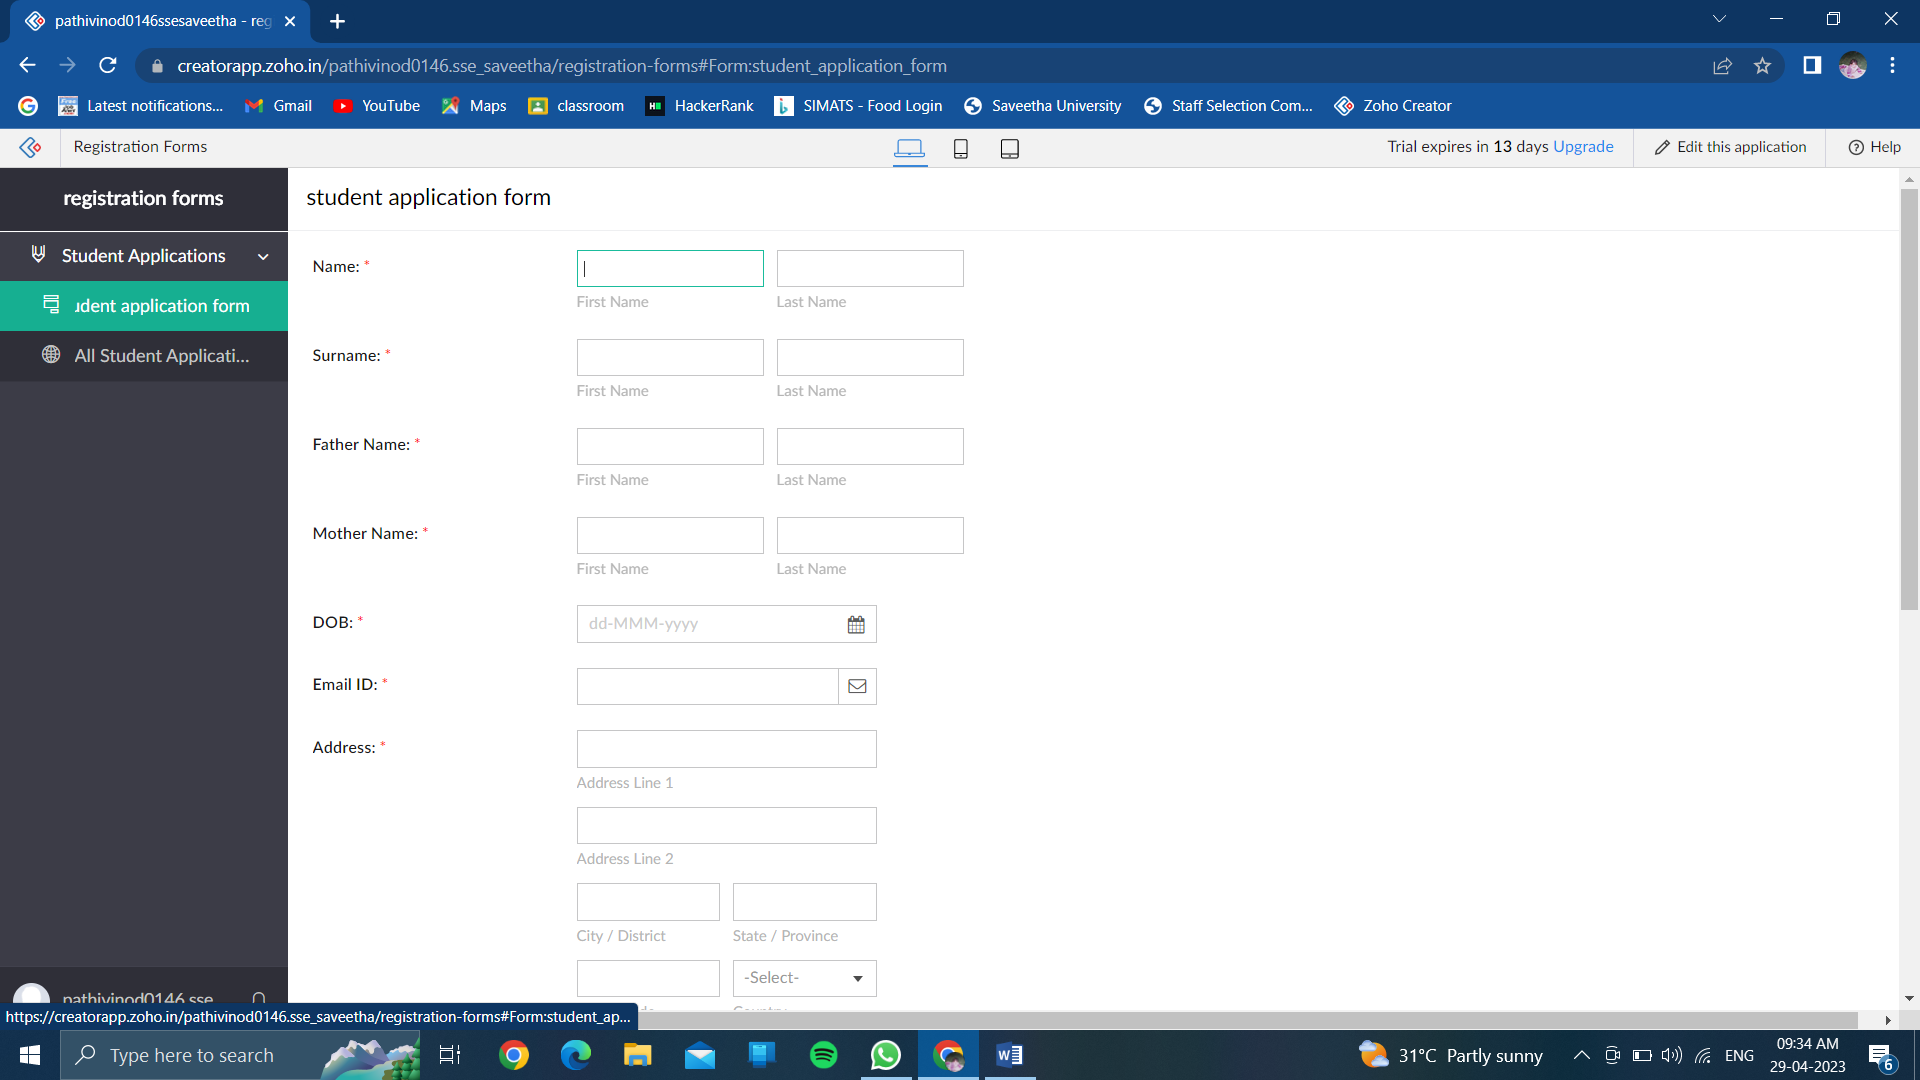 pathivinod0146ssesaveetha - reg
creatorapp.zoho.in/pathivinod0146.sse_saveetha/registration-forms#Form:student_application_form
Latest notifications... Gmail YouTube Maps classroom HackerRank SIMATS - Food Login Saveetha University Staff Selection Com... Zoho Creator
Registration Forms Trial expires in 13 days Upgrade Edit this application Help
registration forms
Student Applications
udent application form
All Student Applicati...
student application form
Name: *
First Name Last Name
Surname: *
First Name Last Name
Father Name: *
First Name Last Name
Mother Name: *
First Name Last Name
DOB: * dd-MMM-yyyy
Email ID: *
Address: *
Address Line 1
Address Line 2
City / District State / Province
-Select-
Country
pathivinod0146.sse
https://creatorapp.zoho.in/pathivinod0146.sse_saveetha/registration-forms#Form:student_ap...
Type here to search
31°C Partly sunny
ENG
09:34 AM
29-04-2023
6